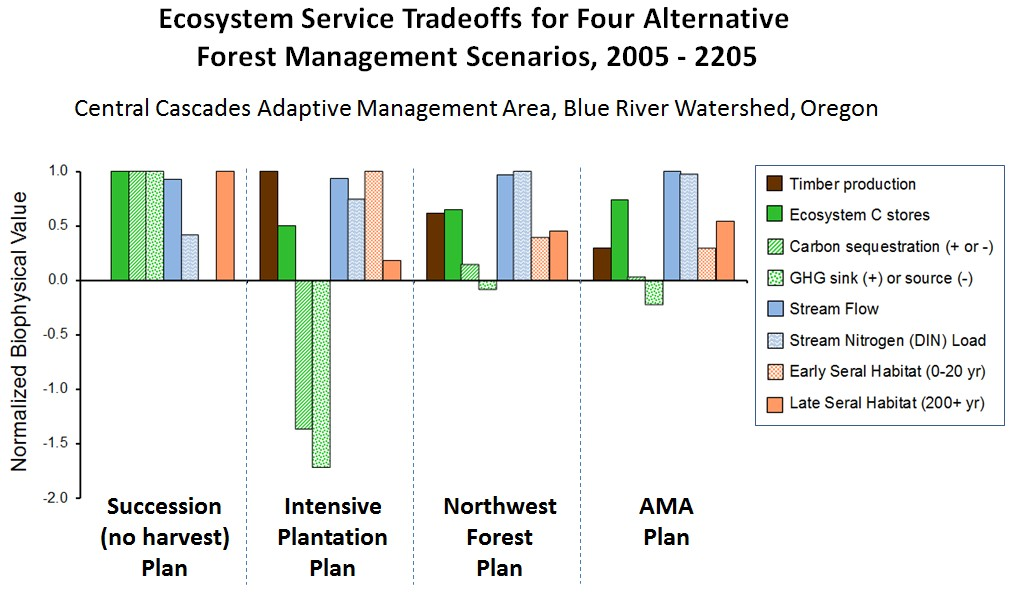 Ecosystem Service Tradeoffs for Four Alternative
Forest Management Scenarios, 2005 - 2205
Central Cascades Adaptive Management Area, Blue River Watershed, Oregon
Normalized Biophysical Value
1.0
0.5
0.0
-0.5
-1.0
-1.5
-2.0
Succession
(no harvest)
Plan
Intensive
Plantation
Plan
Northwest
Forest
Plan
AMA
Plan
Timber production
Ecosystem C stores
Carbon sequestration (+ or -)
GHG sink (+) or source (-)
Stream Flow
Stream Nitrogen (DIN) Load
Early Seral Habitat (0-20 yr)
Late Seral Habitat (200+ yr)